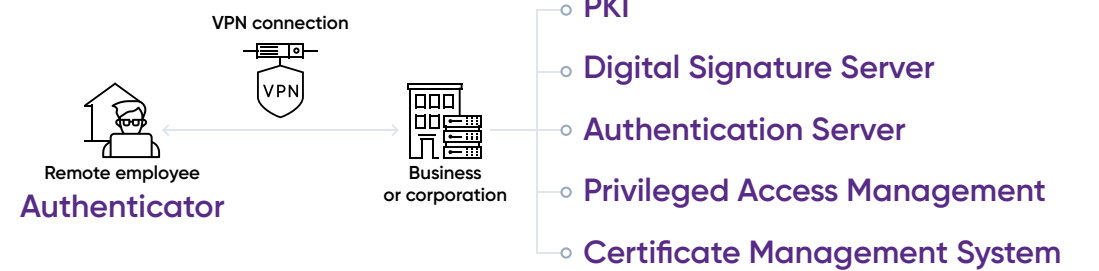 VPN connection
VPN
Remote employee
Authenticator
Business
or corporation
PKI
Digital Signature Server
Authentication Server
Privileged Access Management
Certificate Management System